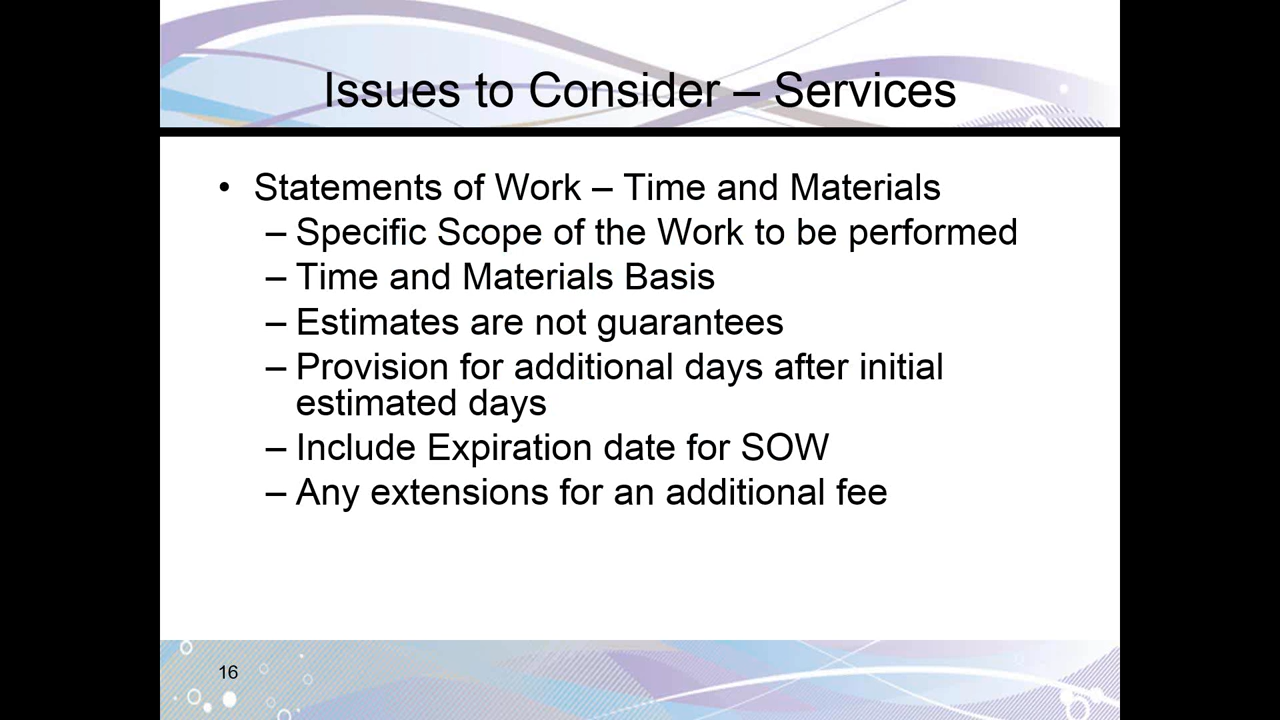 Issues to Consider – Services
• Statements of Work – Time and Materials
– Specific Scope of the Work to be performed
– Time and Materials Basis
– Estimates are not guarantees
– Provision for additional days after initial
estimated days
– Include Expiration date for SOW
– Any extensions for an additional fee
16